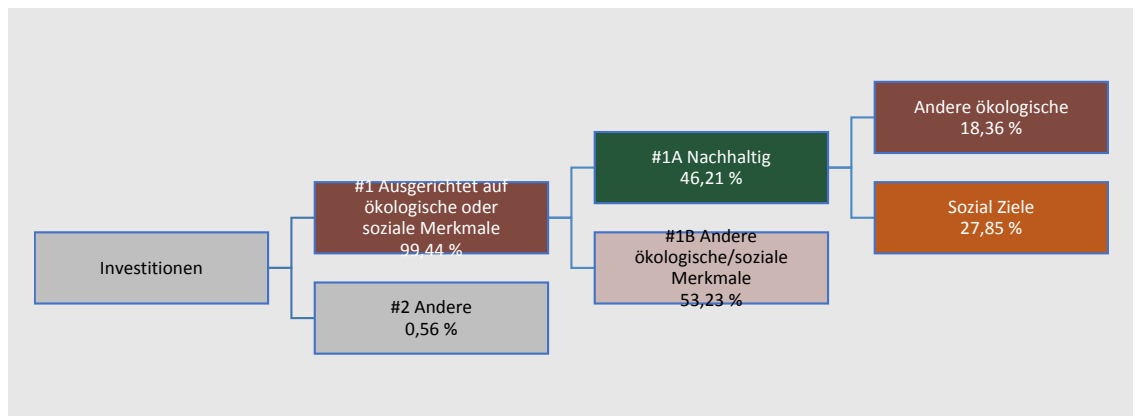 Investitionen
#1 Ausgerichtet auf
ökologische oder
soziale Merkmale
99,44 %
#2 Andere
0,56 %
#1A Nachhaltig
46,21 %
#1B Andere
ökologische/soziale
Merkmale
53,23 %
Andere ökologische
18,36 %
Sozial Ziele
27,85 %